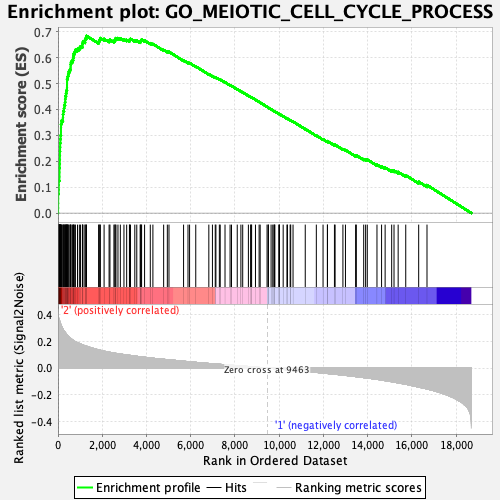 Enrichment plot: GO_MEIOTIC_CELL_CYCLE_PROCESS
Enrichment score (ES)
0.7
0.6
0.5
0.4
0.3
0.2
0.1
0.0
Ranked list metric (Signal2Noise)
'2' (positively correlated)
0.4
0.2
0.0
-0.2
-0.4
Zero cross at 9463
'1' (negatively correlated)
0 2,000 4,000 6,000 8,000 10,000 12,000 14,000 16,000 18,000
Rank in Ordered Dataset
Enrichment profile Hits Ranking metric scores